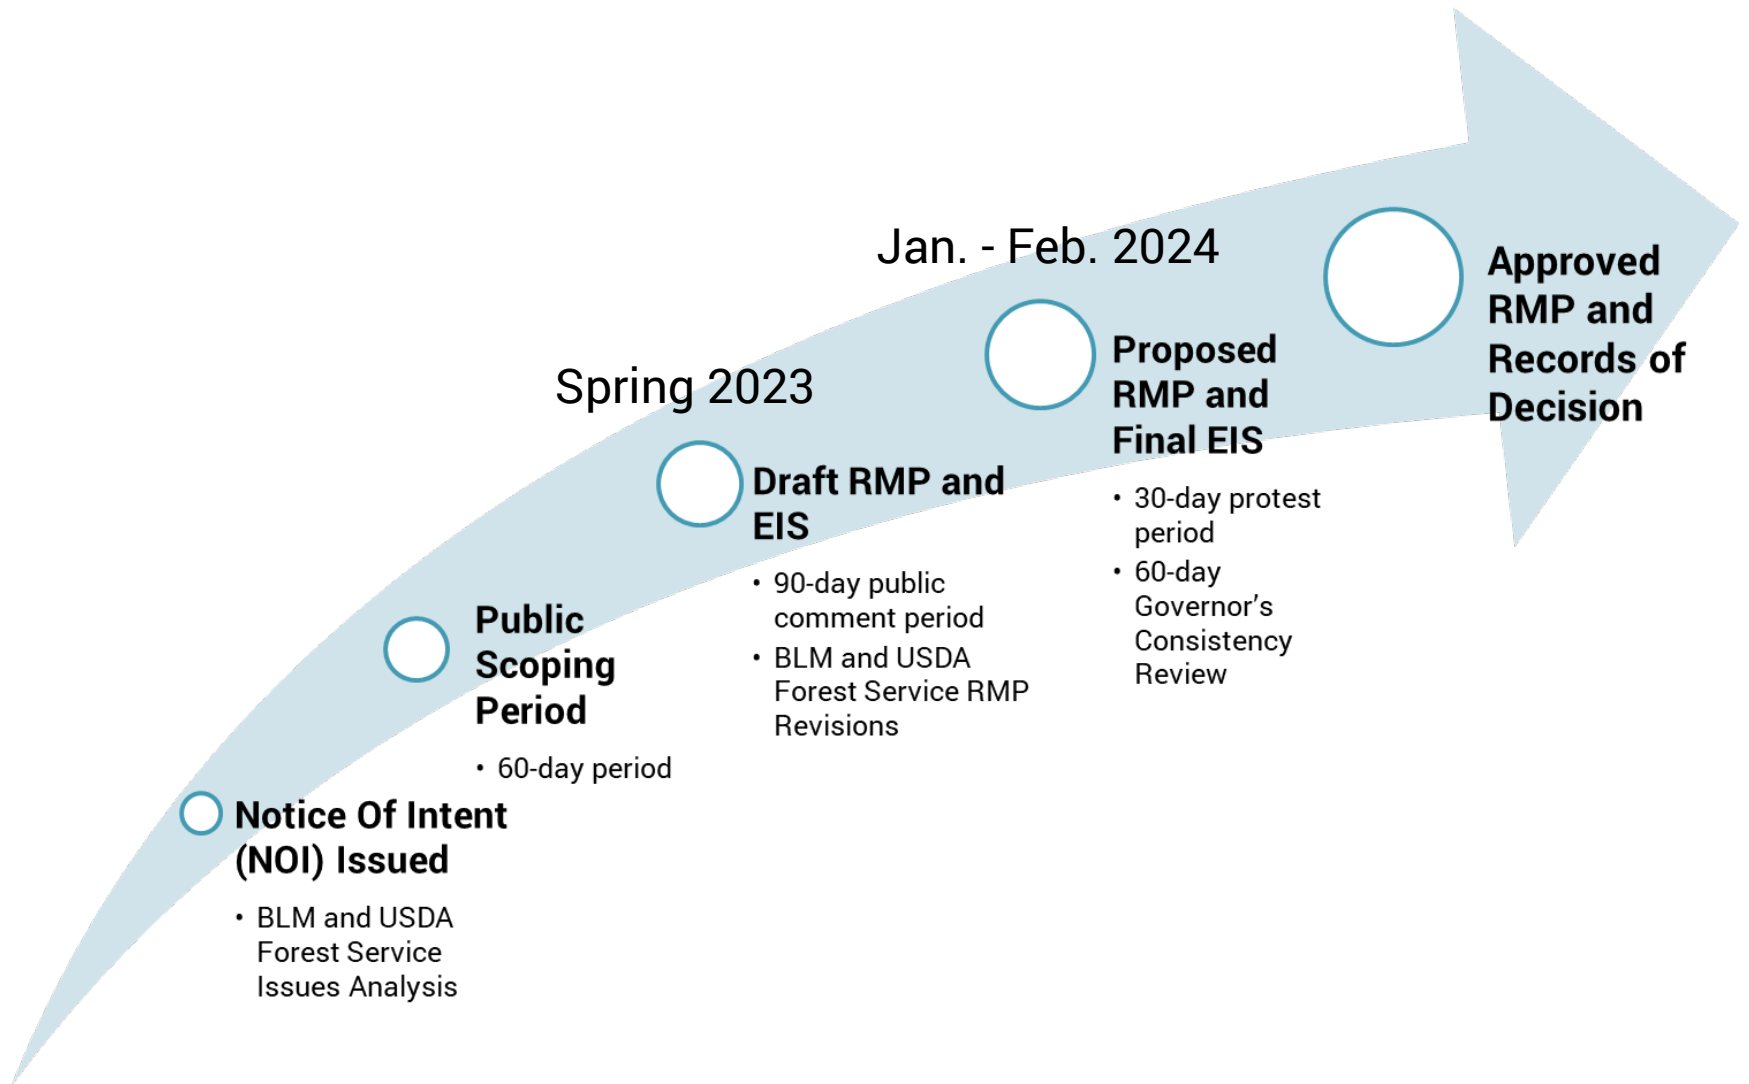 Notice Of Intent
(NOI) Issued
• BLM and USDA
Forest Service
Issues Analysis
Public
Scoping
Period
• 60-day period
Spring 2023
Draft RMP and
EIS
• 90-day public
comment period
• BLM and USDA
Forest Service RMP
Revisions
Jan. - Feb. 2024
Proposed
RMP and
Final EIS
• 30-day protest
period
• 60-day
Governor’s
Consistency
Review
Approved
RMP and
Records of
Decision